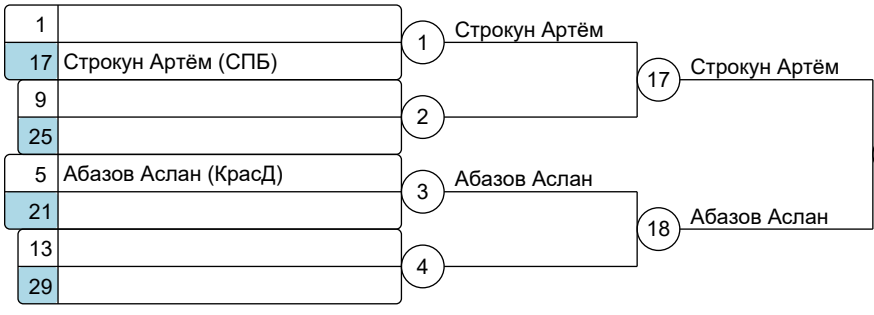 1
17 Строкун Артём (СПБ)
9
25
5 Абазов Аслан (КрасД)
21
13
29
1 Строкун Артём
2
3 Абазов Аслан
4
17 Строкун Артём
18 Абазов Аслан